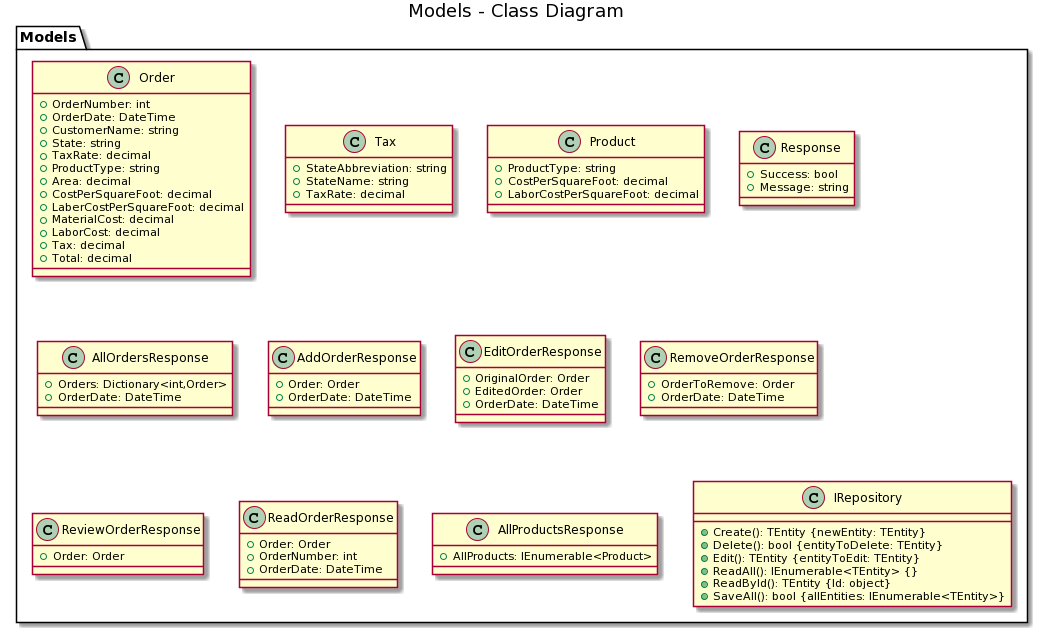 Models - Class Diagram
Models
C Order
OrderNumber: int
OrderDate: DateTime
CustomerName: string
State: string
TaxRate: decimal
ProductType: string
Area: decimal
CostPerSquareFoot: decimal
LaberCostPerSquareFoot: decimal
MaterialCost: decimal
LaborCost: decimal
Tax: decimal
Total: decimal
C Tax
StateAbbreviation: string
StateName: string
TaxRate: decimal
C Product
ProductType: string
CostPerSquareFoot: decimal
LaborCostPerSquareFoot: decimal
C Response
Success: bool
Message: string
C AllOrdersResponse
Orders: Dictionary<int,Order>
OrderDate: DateTime
C AddOrderResponse
Order: Order
OrderDate: DateTime
C EditOrderResponse
OriginalOrder: Order
EditedOrder: Order
OrderDate: DateTime
C RemoveOrderResponse
OrderToRemove: Order
OrderDate: DateTime
C ReviewOrderResponse
Order: Order
C ReadOrderResponse
Order: Order
OrderNumber: int
OrderDate: DateTime
C AllProductsResponse
AllProducts: IEnumerable<Product>
C IRepository
Create(): TEntity {newEntity: TEntity}
Delete(): bool {entityToDelete: TEntity}
Edit(): TEntity {entityToEdit: TEntity}
ReadAll(): IEnumerable<TEntity> {}
ReadById(): TEntity {Id: object}
SaveAll(): bool {allEntities: IEnumerable<TEntity>}